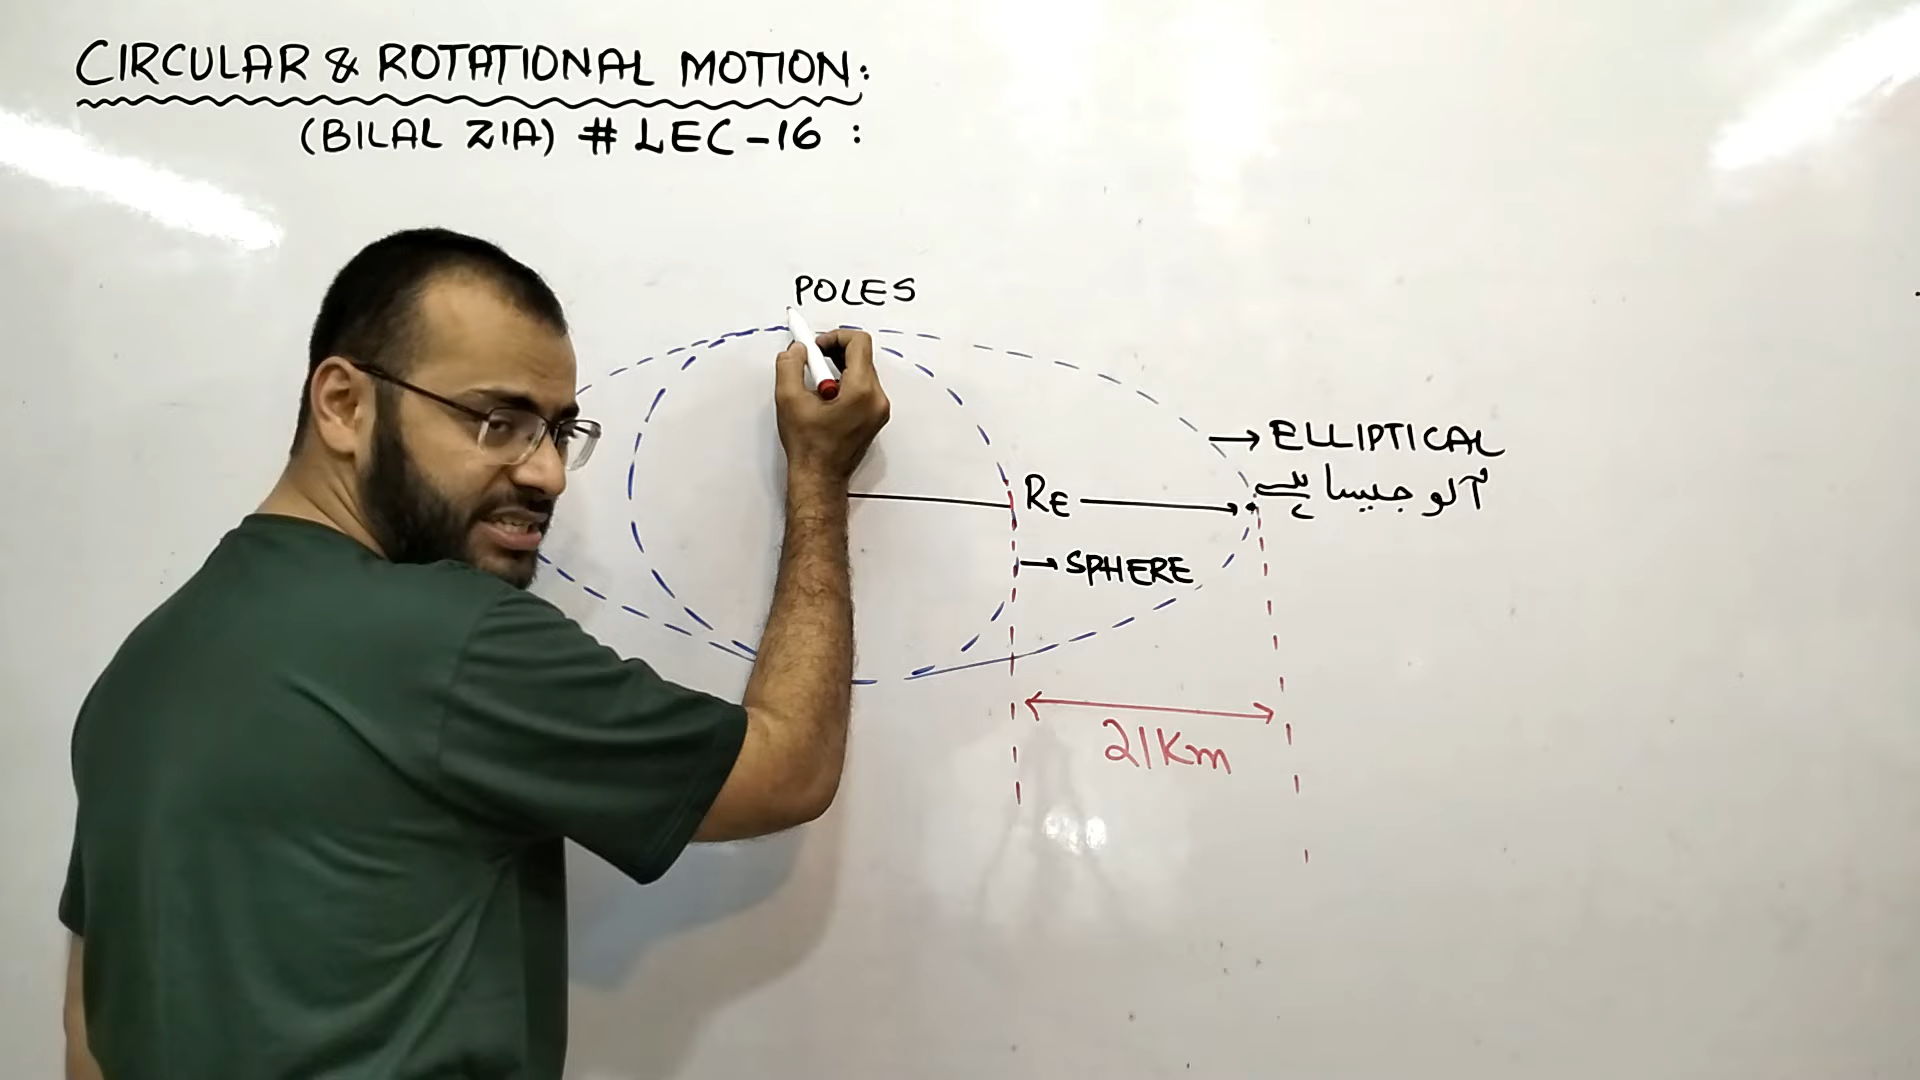 CIRCULAR & ROTATIONAL MOTION:
(BILAL ZIA) # LEC-16 :
POLES
→ ELLIPTICAL
آلو جیسا ہے
RE
→ SPHERE
21Km